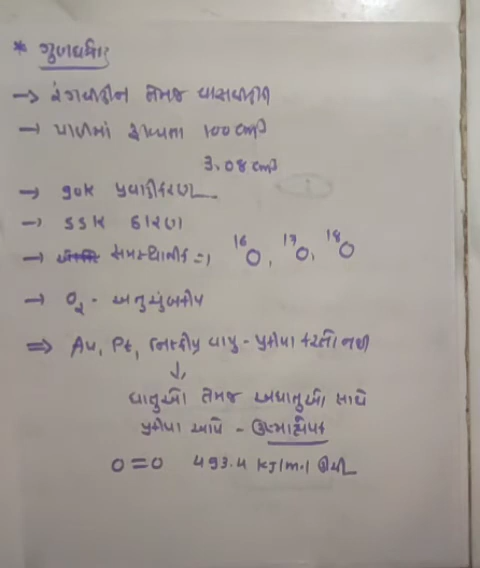 * ગુણધર્મો
→ રંગવિહીન તેમજ વાસવિહીન
→ પાણીમાં દ્રાવ્યતા 100 cm³
3.08 cm³
→ 90K પ્રવાહીકરણ
→ 55K ઠારણ
→ સમસ્થાનીક =, ¹⁶O, ¹⁷O, ¹⁸O
→ O₂ - અનુચુંબકીય
⇒ Au, Pt, નિષ્ક્રીય વાયુ - પ્રક્રીયા કરતો નથી
↓
ધાતુઓ તેમજ અધાતુઓ સાથે
પ્રક્રીયા આપે - ઉષ્માક્ષેપક
O=O 493.4 KJ/mol ઊંચી